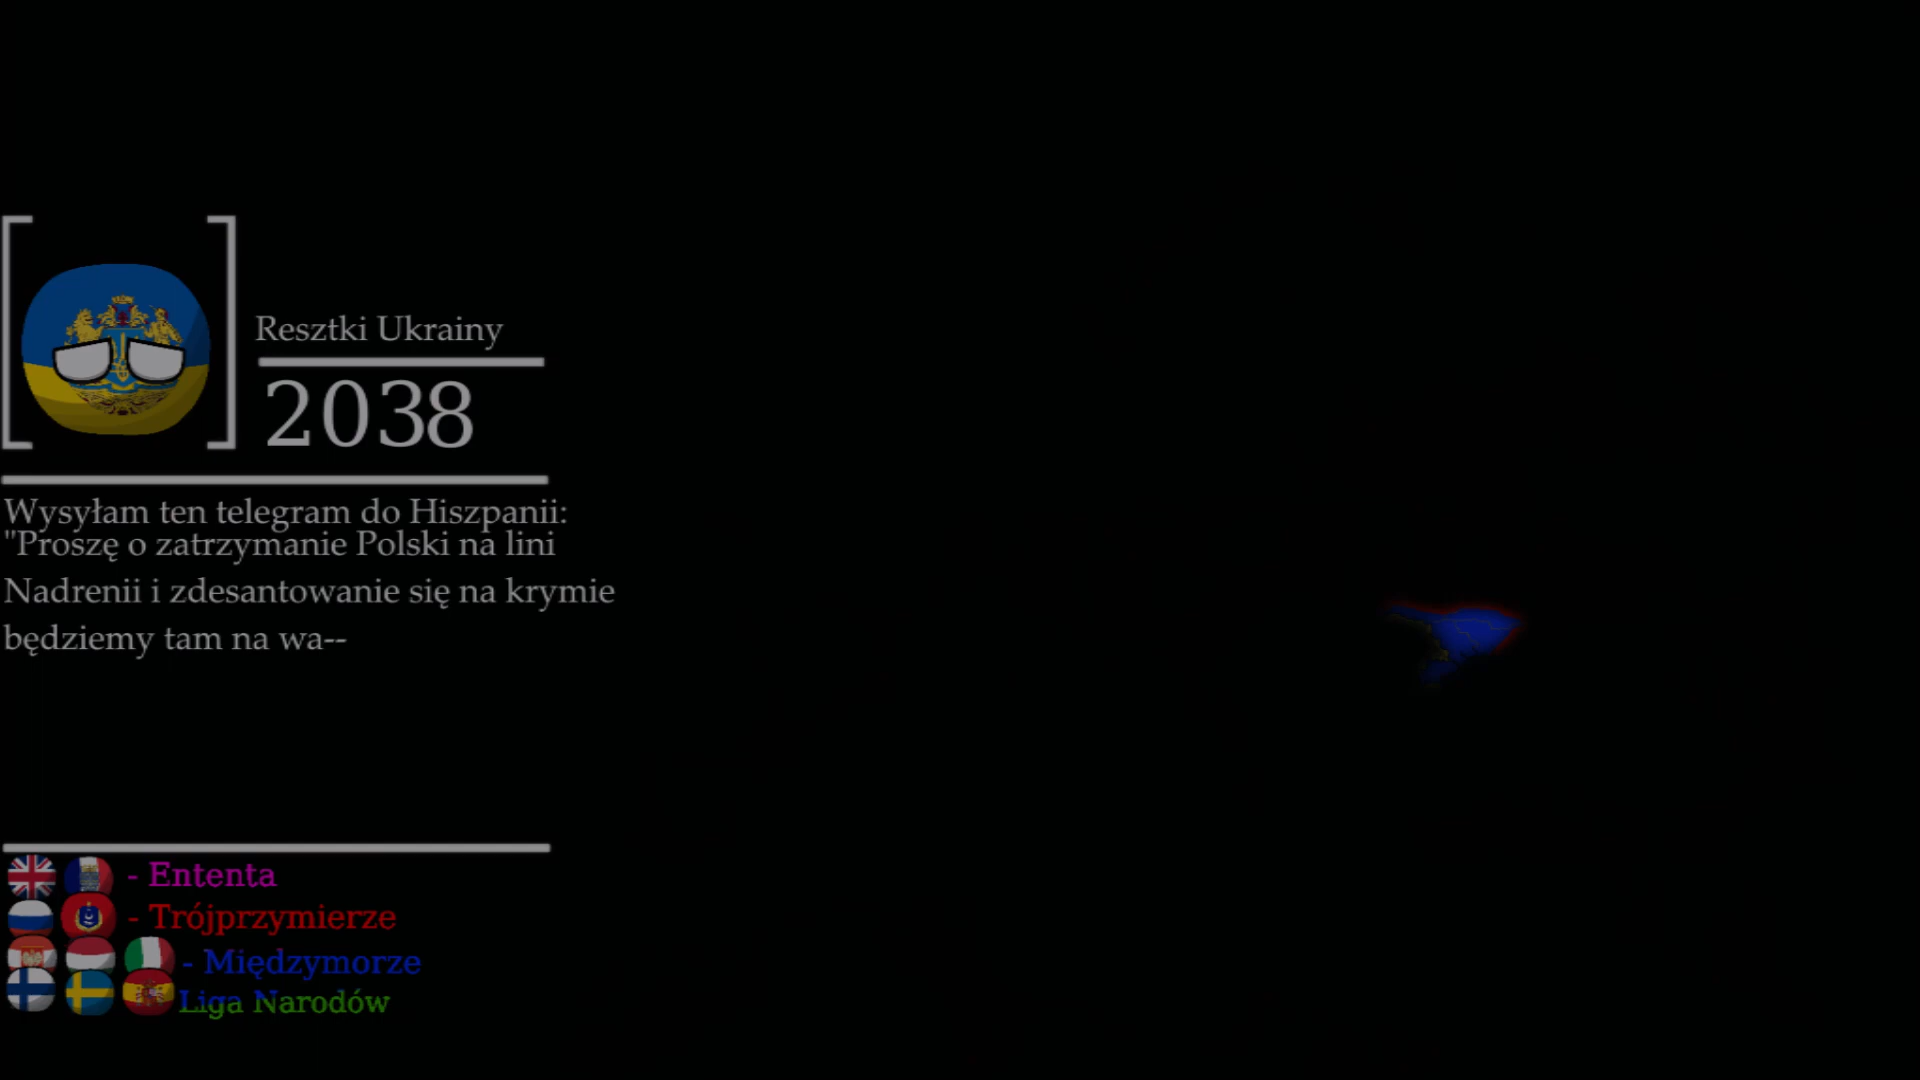 Resztki Ukrainy
2038
Wysyłam ten telegram do Hiszpanii:
"Proszę o zatrzymanie Polski na lini
Nadrenii i zdesantowanie się na krymie
będziemy tam na wa--
- Ententa
- Trójprzymierze
- Międzymorze
Liga Narodów